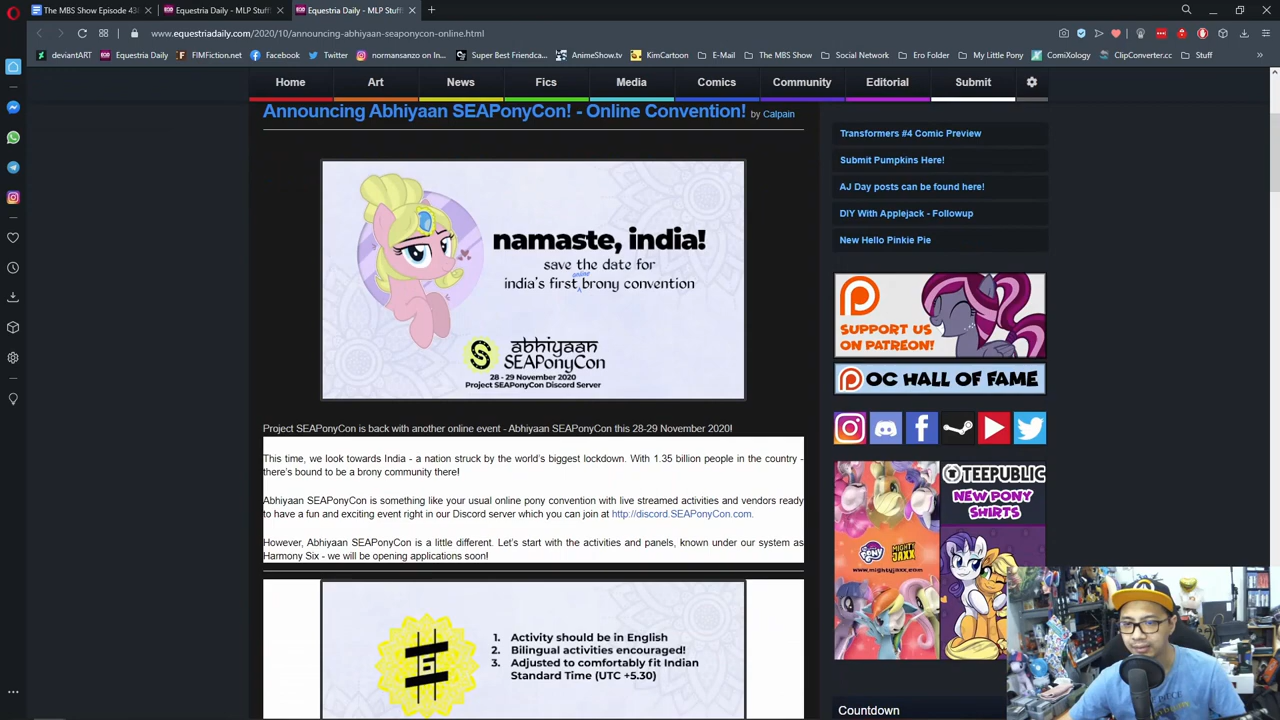 The MBS Show Episode 43
Equestria Daily - MLP Stuff!
Equestria Daily - MLP Stuff!
www.equestriadaily.com/2020/10/announcing-abhiyaan-seaponycon-online.html
deviantART
Equestria Daily
FIMFiction.net
Facebook
Twitter
normansanzo on In...
Super Best Friendca...
AnimeShow.tv
KimCartoon
E-Mail
The MBS Show
Social Network
Ero Folder
My Little Pony
ComiXology
ClipConverter.cc
Stuff
Home
Art
News
Fics
Media
Comics
Community
Editorial
Submit
Announcing Abhiyaan SEAPonyCon! - Online Convention! by Calpain
namaste, india!
save the date for
online
india's first brony convention
abhiyaan
SEAPonyCon
28 - 29 November 2020
Project SEAPonyCon Discord Server
Project SEAPonyCon is back with another online event - Abhiyaan SEAPonyCon this 28-29 November 2020!
This time, we look towards India - a nation struck by the world's biggest lockdown. With 1.35 billion people in the country -
there's bound to be a brony community there!
Abhiyaan SEAPonyCon is something like your usual online pony convention with live streamed activities and vendors ready
to have a fun and exciting event right in our Discord server which you can join at http://discord.SEAPonyCon.com.
However, Abhiyaan SEAPonyCon is a little different. Let's start with the activities and panels, known under our system as
Harmony Six - we will be opening applications soon!
6
1. Activity should be in English
2. Bilingual activities encouraged!
3. Adjusted to comfortably fit Indian
Standard Time (UTC +5.30)
Transformers #4 Comic Preview
Submit Pumpkins Here!
AJ Day posts can be found here!
DIY With Applejack - Followup
New Hello Pinkie Pie
SUPPORT US
ON PATREON!
OC HALL OF FAME
MIGHTY
JAXX
www.mightyjaxx.com
TEEPUBLIC
NEW PONY
SHIRTS
Countdown